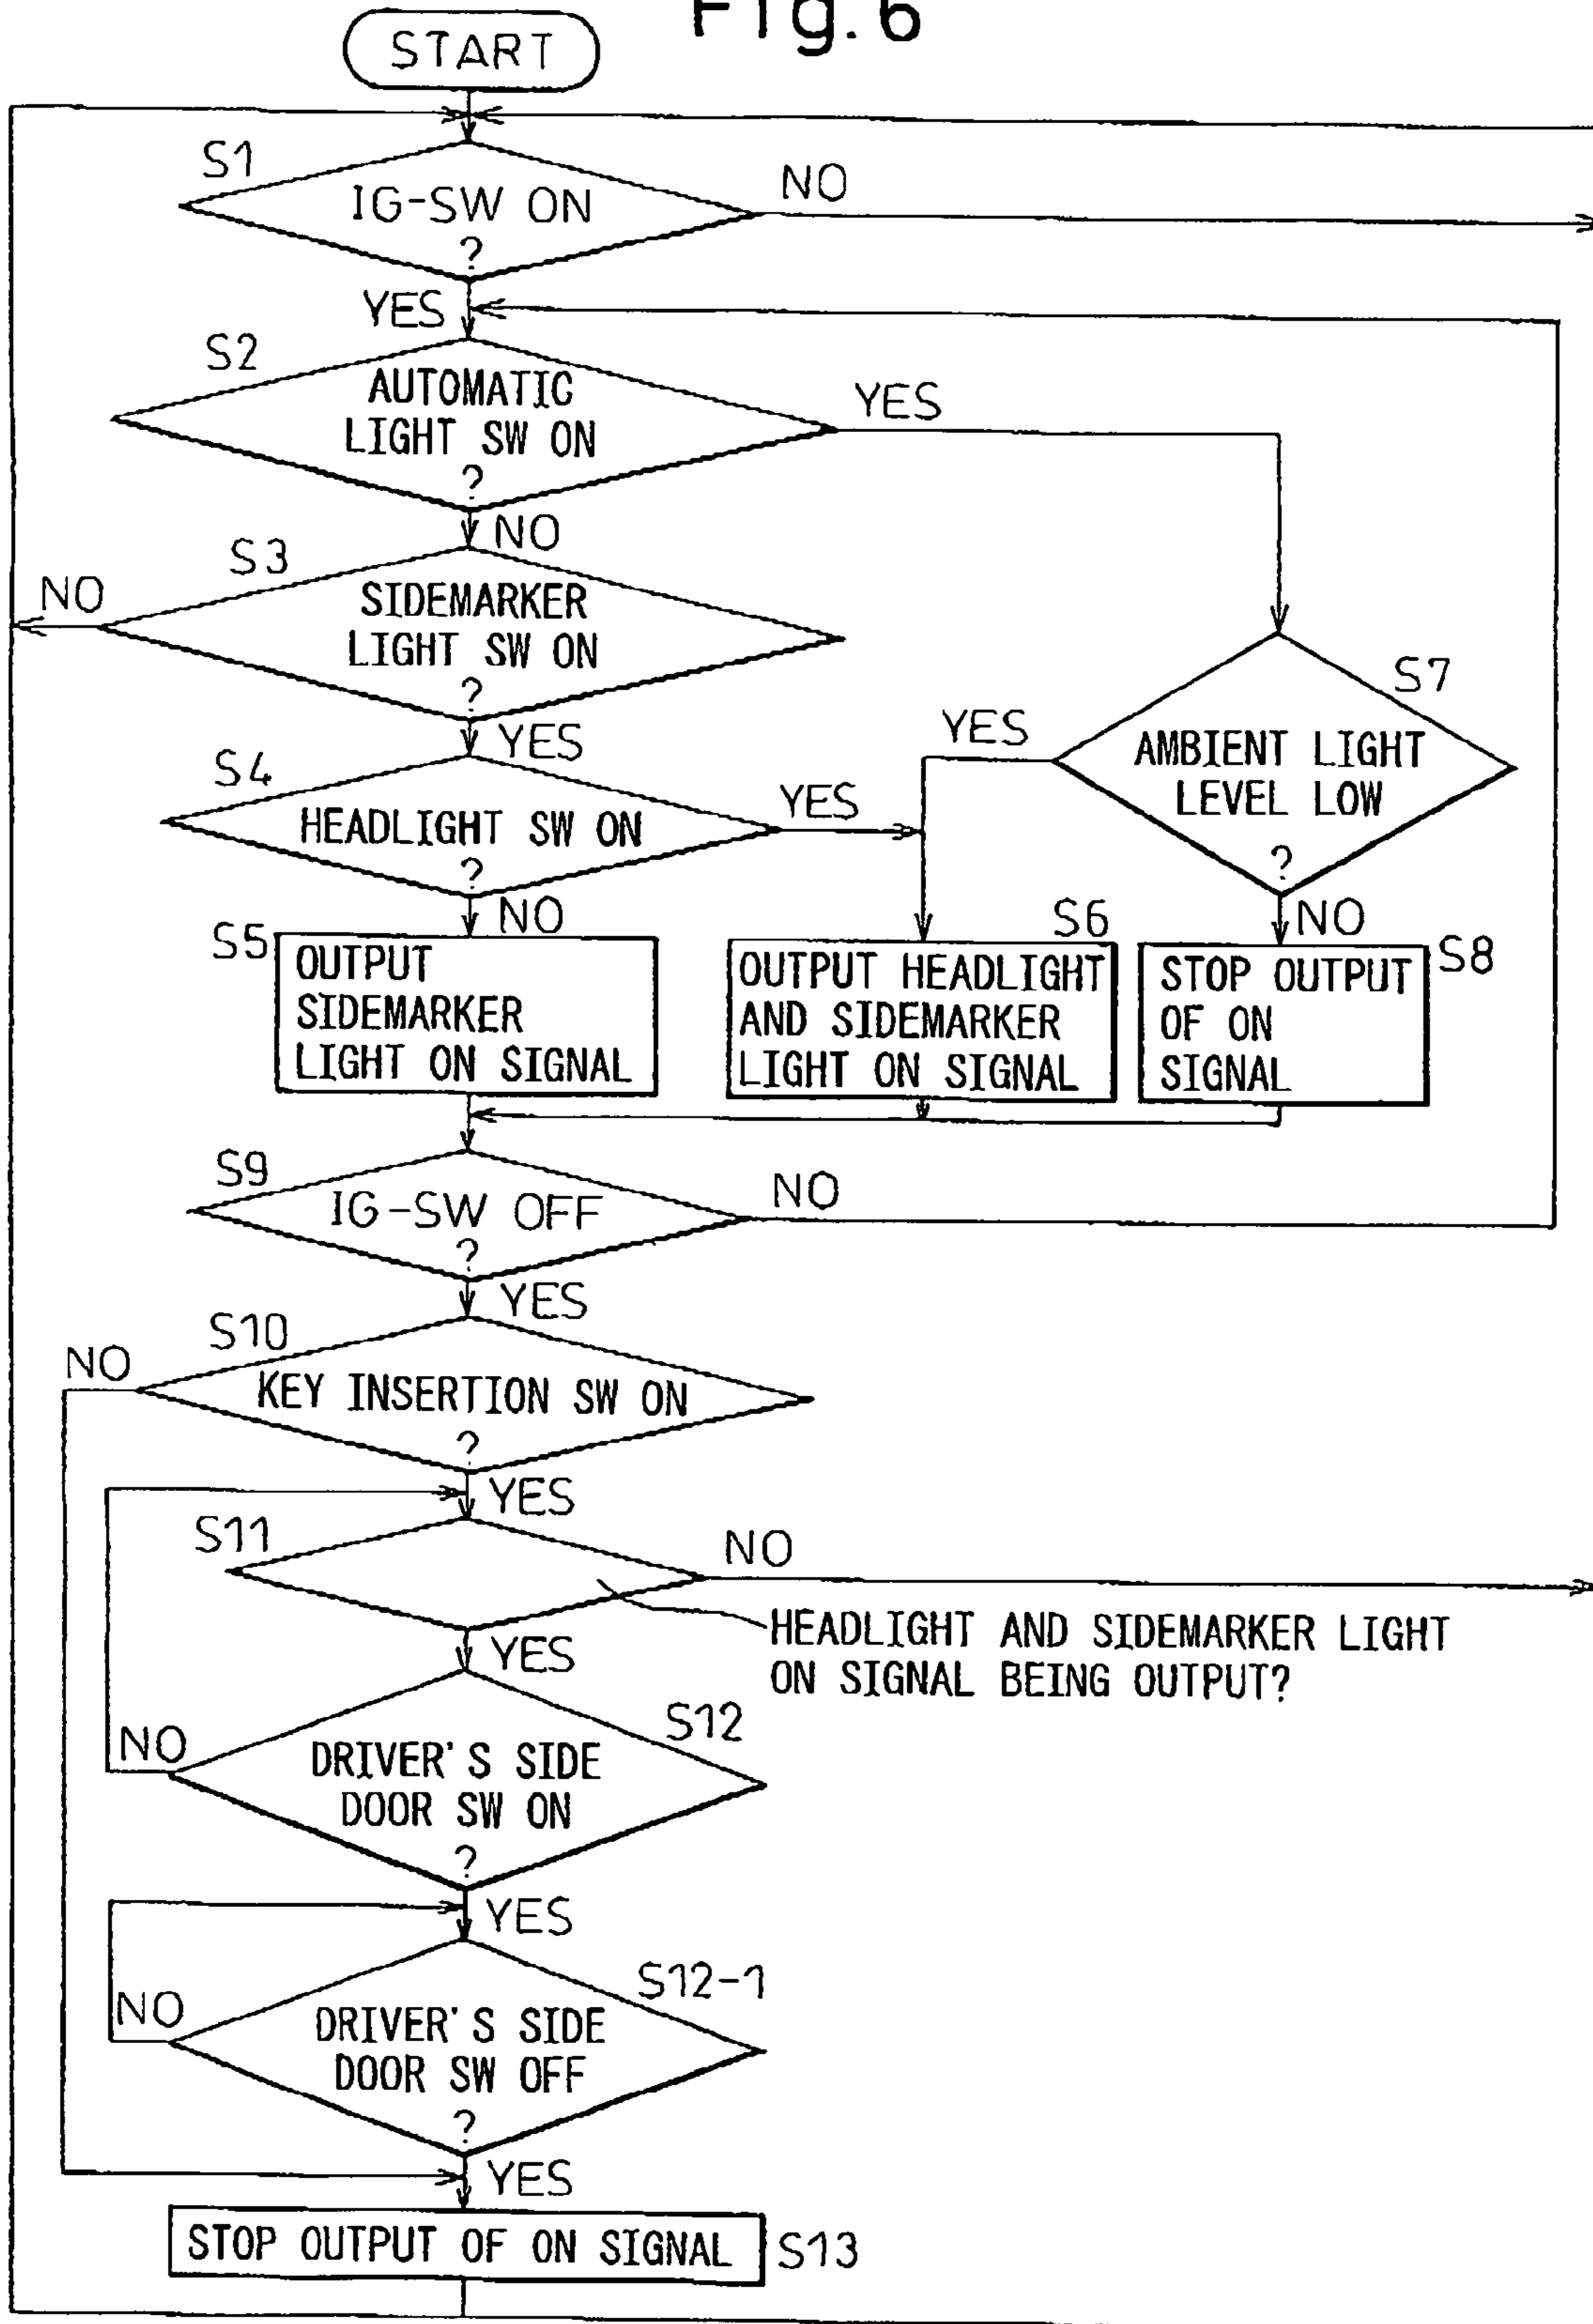 Fig. 6
START
S1
IG-SW ON
?
NO
YES
S2
AUTOMATIC
LIGHT SW ON
?
YES
NO
S3
SIDEMARKER
LIGHT SW ON
?
NO
YES
S4
HEADLIGHT SW ON
?
YES
NO
S7
AMBIENT LIGHT
LEVEL LOW
?
YES
NO
S5
OUTPUT
SIDEMARKER
LIGHT ON SIGNAL
S6
OUTPUT HEADLIGHT
AND SIDEMARKER
LIGHT ON SIGNAL
S8
STOP OUTPUT
OF ON
SIGNAL
S9
IG-SW OFF
?
NO
YES
S10
KEY INSERTION SW ON
?
NO
YES
S11
NO
HEADLIGHT AND SIDEMARKER LIGHT
ON SIGNAL BEING OUTPUT?
YES
S12
DRIVER'S SIDE
DOOR SW ON
?
NO
YES
S12-1
DRIVER'S SIDE
DOOR SW OFF
?
NO
YES
STOP OUTPUT OF ON SIGNAL
S13